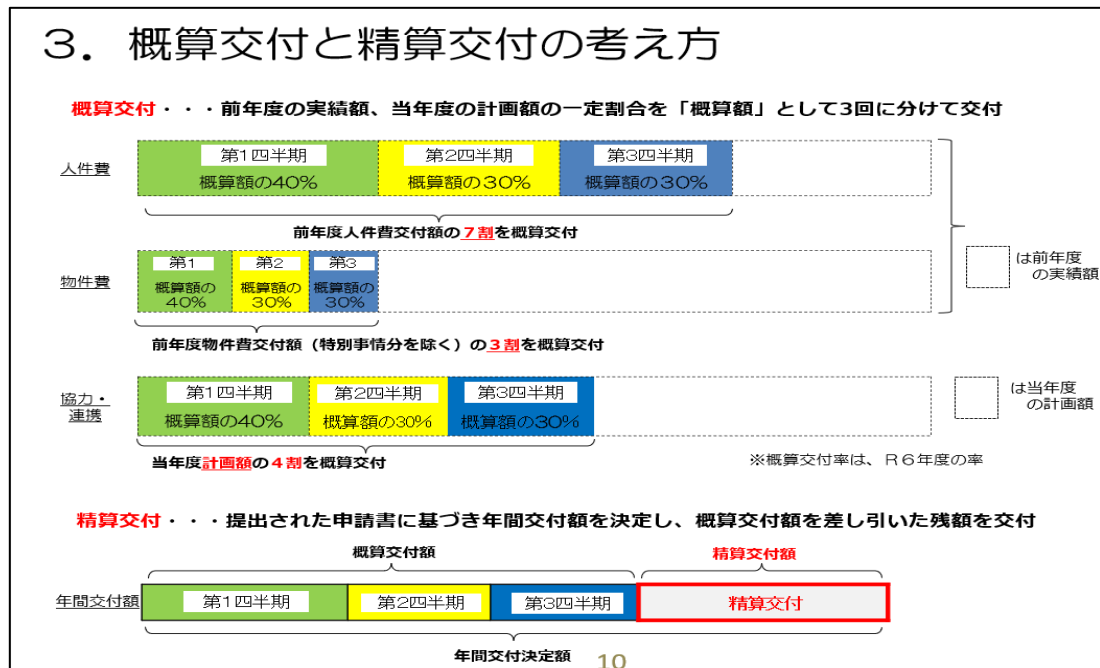 ３．概算交付と精算交付の考え方
概算交付・・・前年度の実績額、当年度の計画額の一定割合を「概算額」として3回に分けて交付
人件費
第1四半期
概算額の40％
第2四半期
概算額の30％
第3四半期
概算額の30％
前年度人件費交付額の７割を概算交付
物件費
第1
概算額の
40％
第2
概算額の
30％
第3
概算額の
30％
前年度物件費交付額（特別事情分を除く）の３割を概算交付
は前年度
の実績額
協力・
連携
第1四半期
概算額の40％
第2四半期
概算額の30％
第3四半期
概算額の30％
当年度計画額の４割を概算交付
は当年度
の計画額
※概算交付率は、Ｒ６年度の率
精算交付・・・提出された申請書に基づき年間交付額を決定し、概算交付額を差し引いた残額を交付
概算交付額
精算交付額
年間交付額
第1四半期
第2四半期
第3四半期
精算交付
年間交付決定額
10